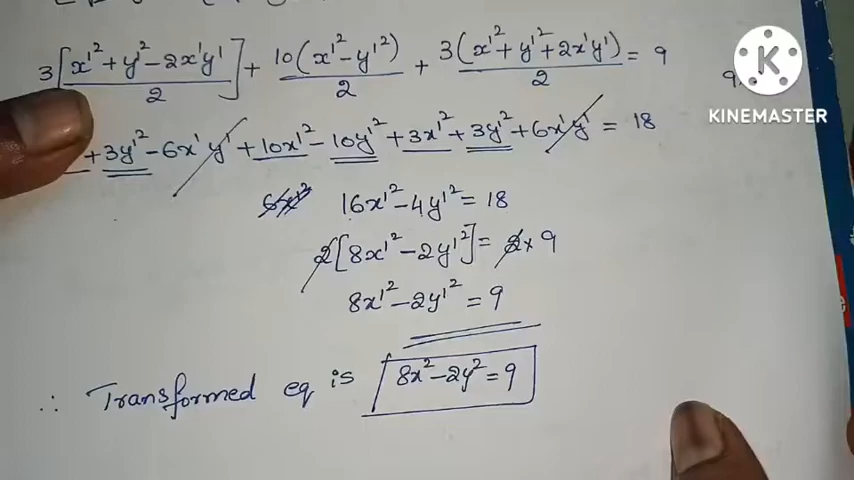 3[x'²+y'²-2x'y']/2 + 10(x'²-y'²)/2 + 3(x'²+y'²+2x'y')/2 = 9
KINEMASTER
+3y'²-6x'y'+10x'²-10y'²+3x'²+3y'²+6x'y' = 18
16x'²-4y'² = 18
2[8x'²-2y'²] = 2×9
8x'²-2y'² = 9
∴ Transformed eq is 8x²-2y²=9